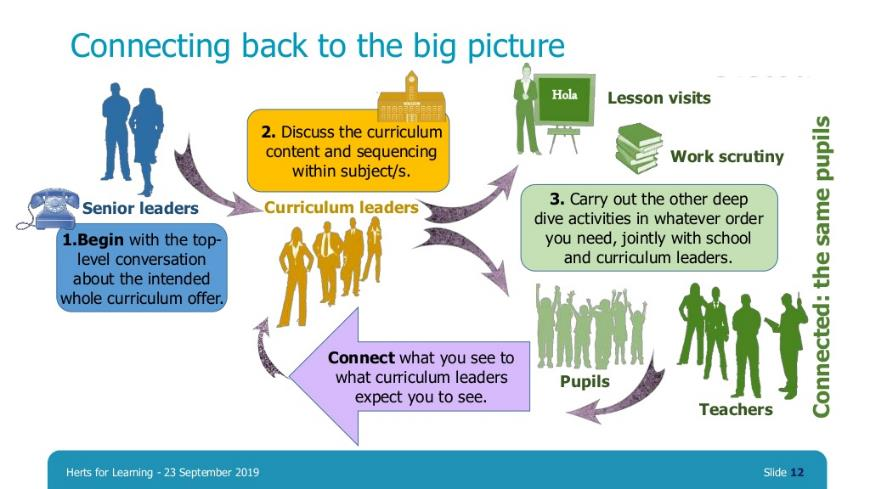 Connecting back to the big picture
Hola
Lesson visits
2. Discuss the curriculum
content and sequencing
within subject/s.
Work scrutiny
Senior leaders
Curriculum leaders
3. Carry out the other deep
dive activities in whatever order
you need, jointly with school
and curriculum leaders.
1.Begin with the top-
level conversation
about the intended
whole curriculum offer.
Connected: the same pupils
Connect what you see to
what curriculum leaders
expect you to see.
Pupils
Teachers
Herts for Learning - 23 September 2019
Slide 12